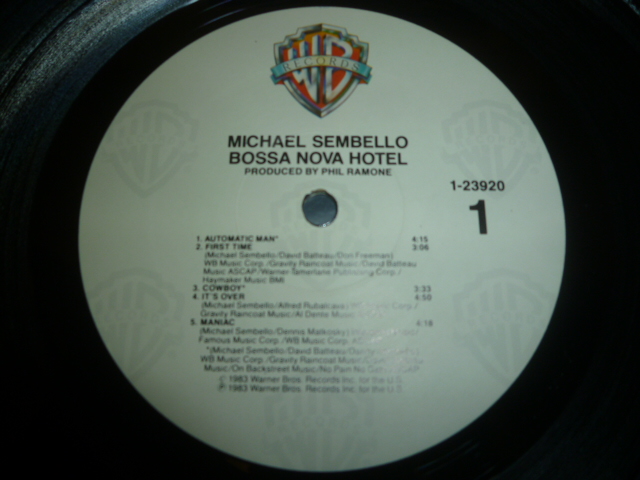 WB
RECORDS
MICHAEL SEMBELLO
BOSSA NOVA HOTEL
PRODUCED BY PHIL RAMONE
1-23920
1
1. AUTOMATIC MAN* 4:15
2. FIRST TIME 3:06
(Michael Sembello/David Batteau/Don Freeman)
WB Music Corp./Gravity Raincoat Music/David Batteau
Music ASCAP/Warner-Tamerlane Publishing Corp./
Haymaker Music BMI
3. COWBOY* 3:33
4. IT'S OVER 4:50
(Michael Sembello/Alfred Rubalcava) Music Corp./
Gravity Raincoat Music/Al Dente Music
5. MANIAC 4:18
(Michael Sembello/Dennis Matkosky)
Famous Music Corp./WB Music Corp.
*(Michael Sembello/David Batteau/
WB Music Corp./Gravity Raincoat Music/
Music/On Backstreet Music/No Pain No Gain
© 1983 Warner Bros. Records Inc. for the U.S.
℗ 1983 Warner Bros. Records Inc. for the U.S.